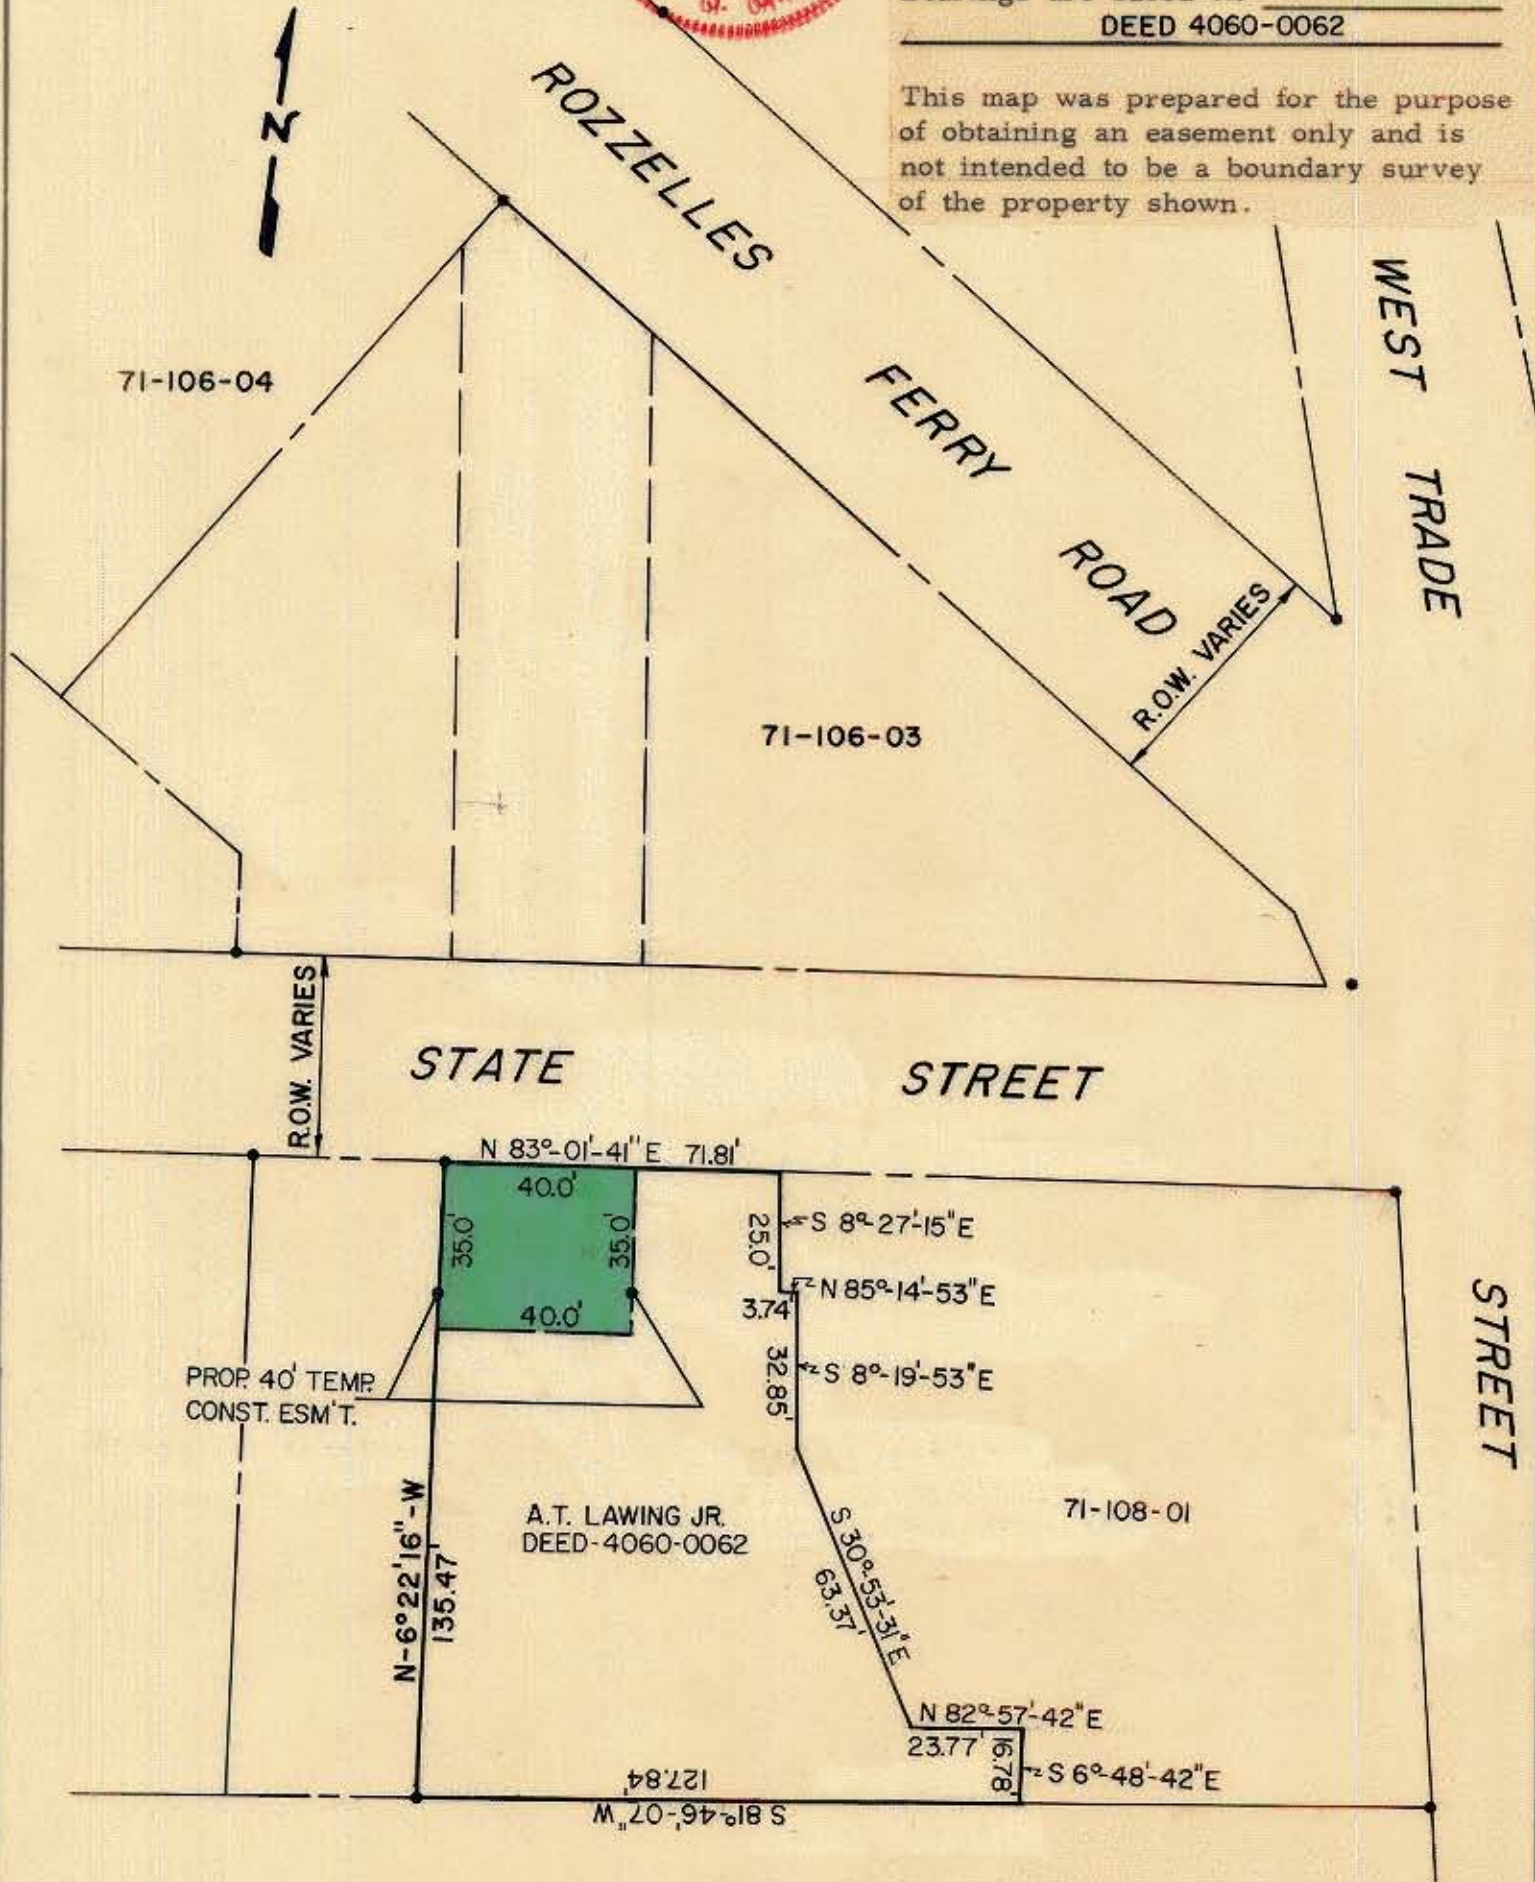 DEED 4060-0062
This map was prepared for the purpose
of obtaining an easement only and is
not intended to be a boundary survey
of the property shown.
N
ROZZELLES FERRY ROAD
WEST TRADE STREET
71-106-04
R.O.W. VARIES
71-106-03
R.O.W. VARIES
STATE STREET
N 83°-01'-41" E 71.81'
40.0'
35.0'
35.0'
40.0'
25.0'
S 8°-27'-15" E
N 85°-14'-53" E
3.74'
32.85'
S 8°-19'-53" E
PROP. 40' TEMP.
CONST. ESM'T.
N-6°22'16"-W
135.47'
A.T. LAWING JR.
DEED-4060-0062
71-108-01
S 30°-53'-31" E
63.37'
N 82°-57'-42" E
23.77'
16.78'
S 6°-48'-42" E
127.84'
S 81°-46'-07" W